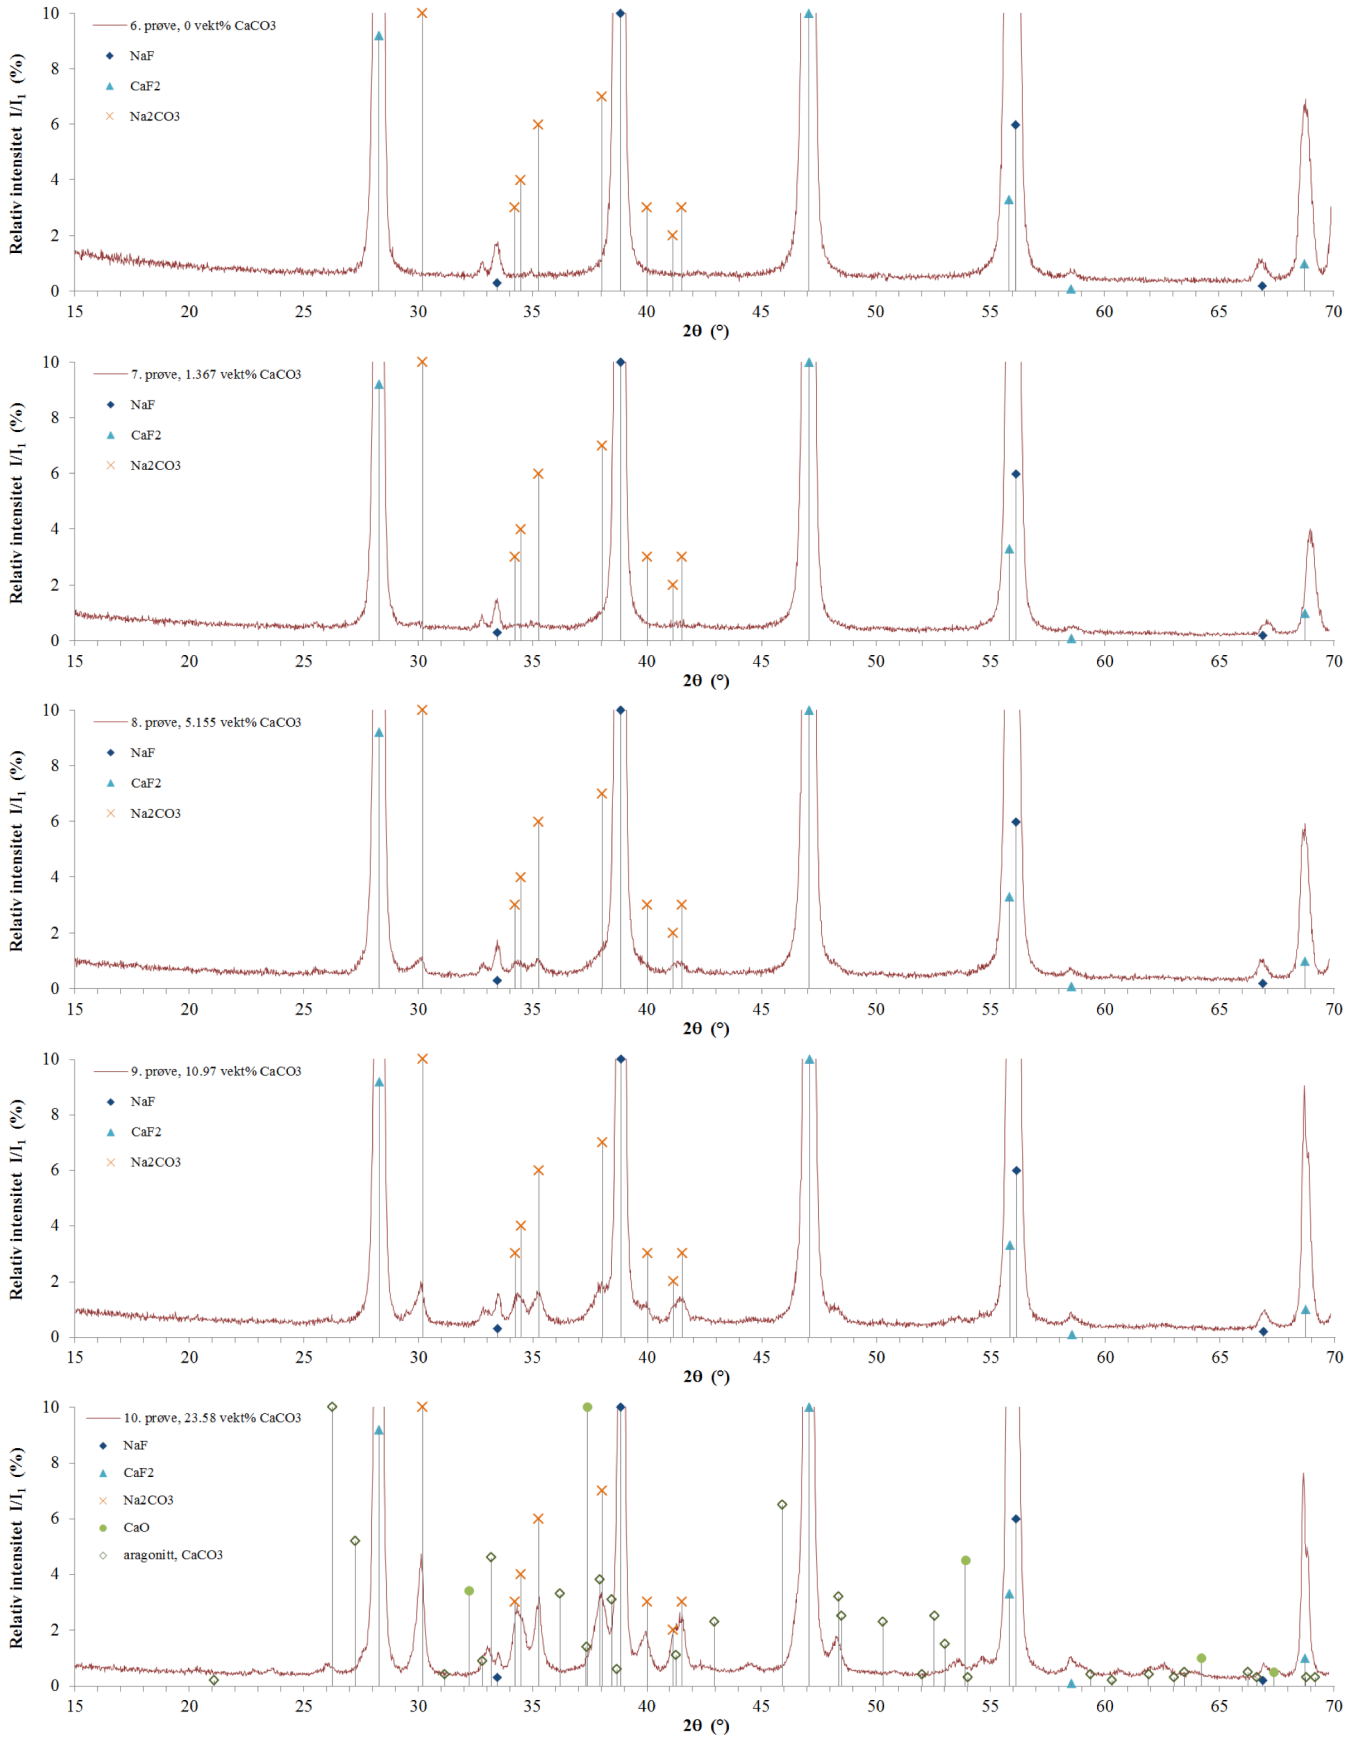 Relativ intensitet I/I1 (%)
10
8
6
4
2
0
6. prøve, 0 vekt% CaCO3
NaF
CaF2
Na2CO3
15 20 25 30 35 40 45 50 55 60 65 70
2θ (°)
Relativ intensitet I/I1 (%)
10
8
6
4
2
0
7. prøve, 1.367 vekt% CaCO3
NaF
CaF2
Na2CO3
15 20 25 30 35 40 45 50 55 60 65 70
2θ (°)
Relativ intensitet I/I1 (%)
10
8
6
4
2
0
8. prøve, 5.155 vekt% CaCO3
NaF
CaF2
Na2CO3
15 20 25 30 35 40 45 50 55 60 65 70
2θ (°)
Relativ intensitet I/I1 (%)
10
8
6
4
2
0
9. prøve, 10.97 vekt% CaCO3
NaF
CaF2
Na2CO3
15 20 25 30 35 40 45 50 55 60 65 70
2θ (°)
Relativ intensitet I/I1 (%)
10
8
6
4
2
0
10. prøve, 23.58 vekt% CaCO3
NaF
CaF2
Na2CO3
CaO
aragonitt, CaCO3
15 20 25 30 35 40 45 50 55 60 65 70
2θ (°)